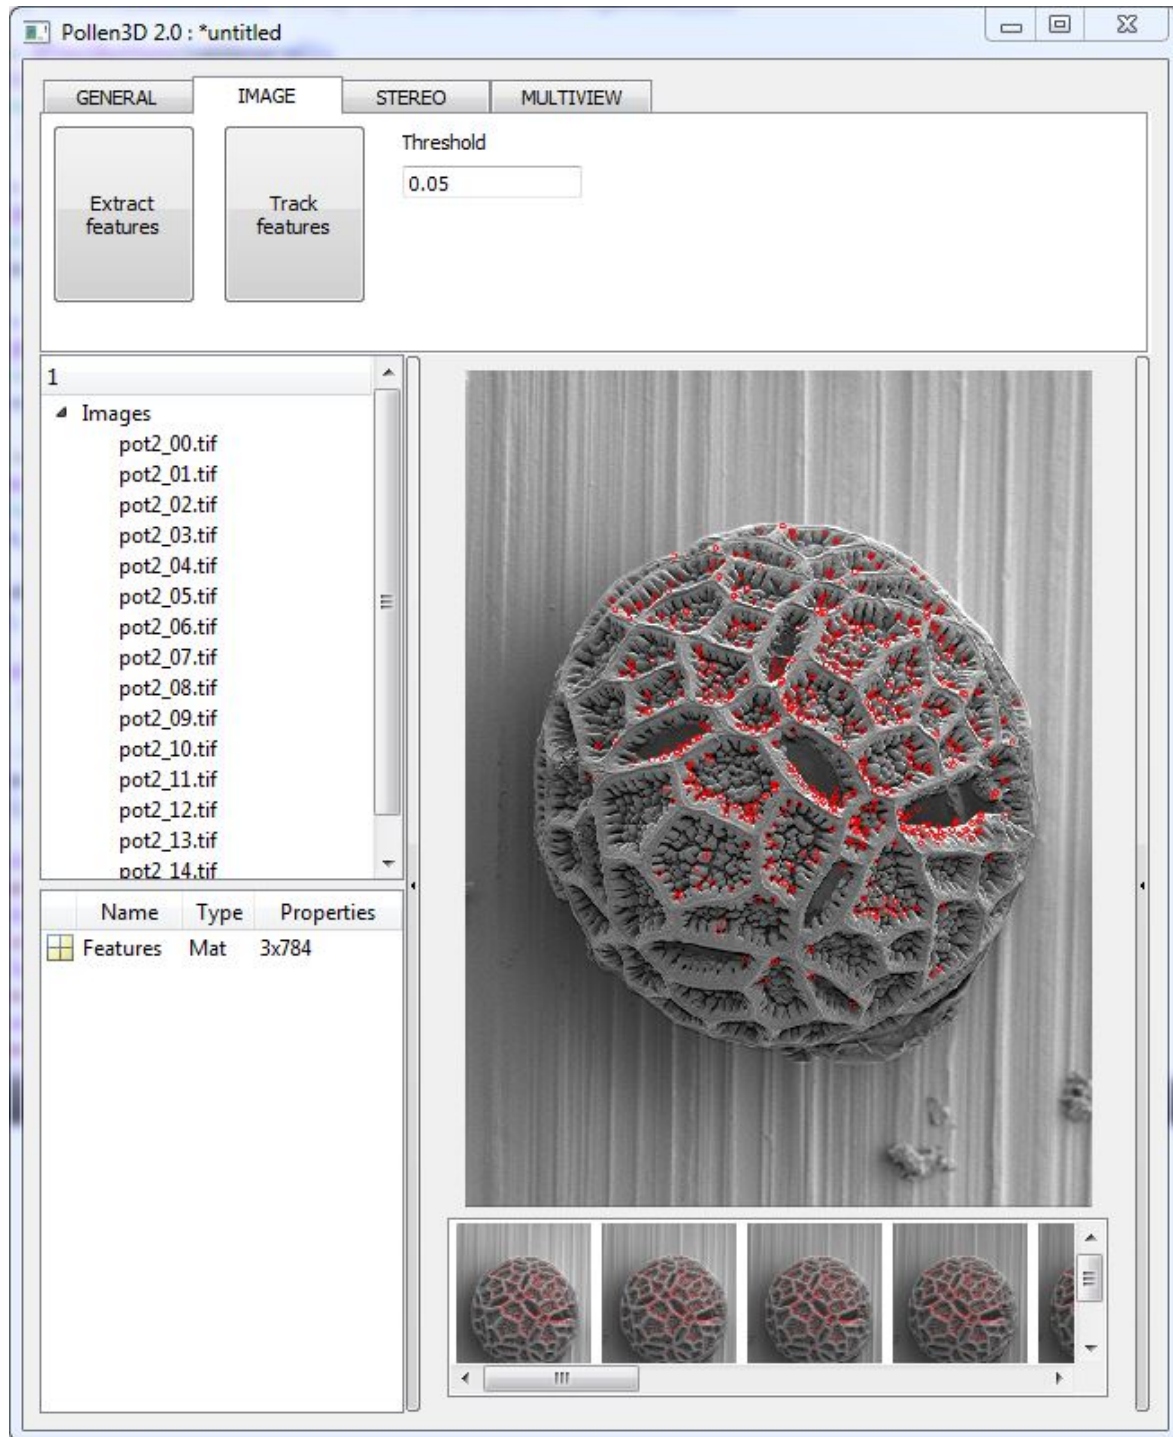 Pollen3D 2.0 : *untitled
GENERAL IMAGE STEREO MULTIVIEW
Extract
features
Track
features
Threshold
0.05
1
Images
pot2_00.tif
pot2_01.tif
pot2_02.tif
pot2_03.tif
pot2_04.tif
pot2_05.tif
pot2_06.tif
pot2_07.tif
pot2_08.tif
pot2_09.tif
pot2_10.tif
pot2_11.tif
pot2_12.tif
pot2_13.tif
pot2_14.tif
Name Type Properties
Features Mat 3x784